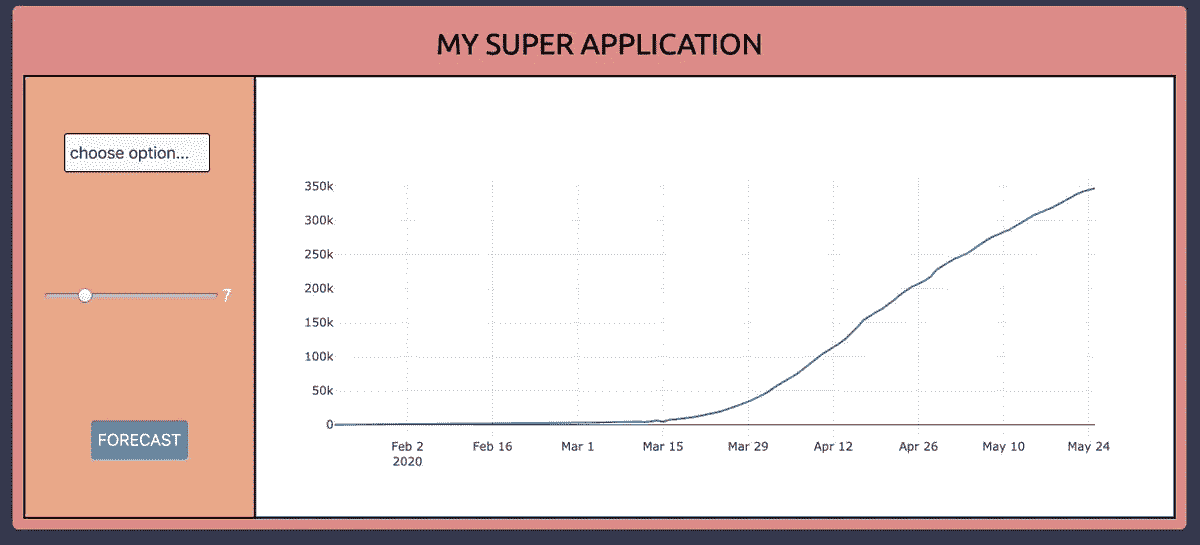 MY SUPER APPLICATION
choose option...
7
FORECAST
350k
300k
250k
200k
150k
100k
50k
0
Feb 2 Feb 16 Mar 1 Mar 15 Mar 29 Apr 12 Apr 26 May 10 May 24
2020